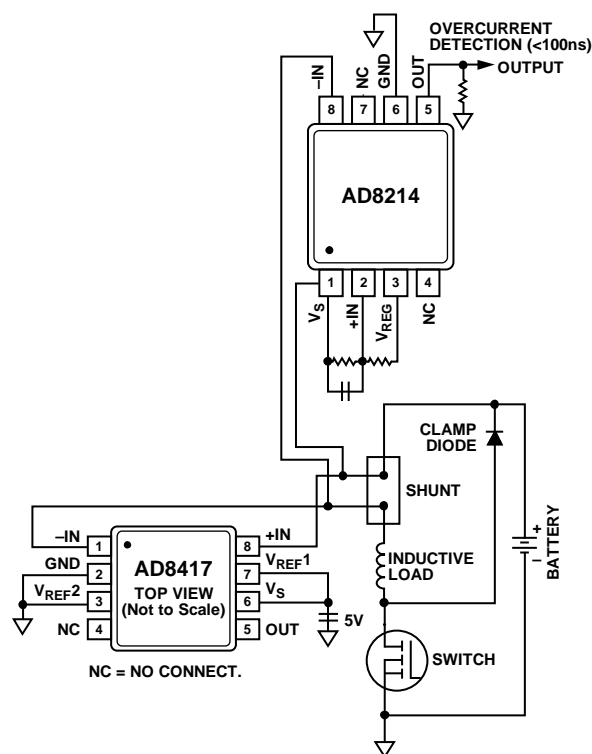 OVERCURRENT
DETECTION (<100ns)
OUTPUT
–IN
NC
GND
OUT
8
7
6
5
AD8214
1
2
3
4
VS
+IN
VREG
NC
CLAMP
DIODE
SHUNT
INDUCTIVE
LOAD
+
–
BATTERY
SWITCH
–IN
GND
VREF2
NC
1
2
3
4
AD8417
TOP VIEW
(Not to Scale)
8
7
6
5
+IN
VREF1
VS
OUT
5V
NC = NO CONNECT.